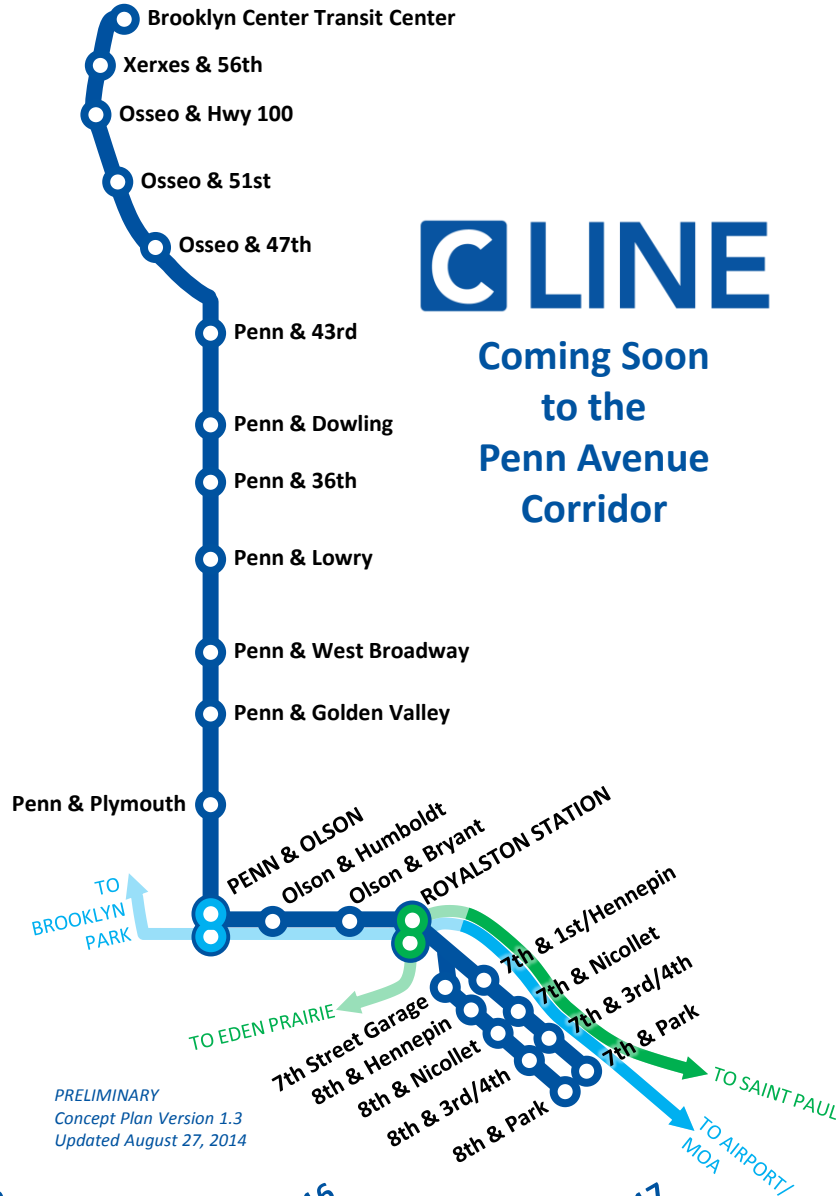 Brooklyn Center Transit Center
Xerxes & 56th
Osseo & Hwy 100
Osseo & 51st
Osseo & 47th
C LINE
Coming Soon
to the
Penn Avenue
Corridor
Penn & 43rd
Penn & Dowling
Penn & 36th
Penn & Lowry
Penn & West Broadway
Penn & Golden Valley
Penn & Plymouth
PENN & OLSON
Olson & Humboldt
Olson & Bryant
ROYALSTON STATION
TO
BROOKLYN
PARK
TO EDEN PRAIRIE
7th & 1st/Hennepin
7th & Nicollet
7th & 3rd/4th
7th & Park
7th Street Garage
8th & Hennepin
8th & Nicollet
8th & 3rd/4th
8th & Park
TO SAINT PAUL
TO AIRPORT/
MOA
PRELIMINARY
Concept Plan Version 1.3
Updated August 27, 2014